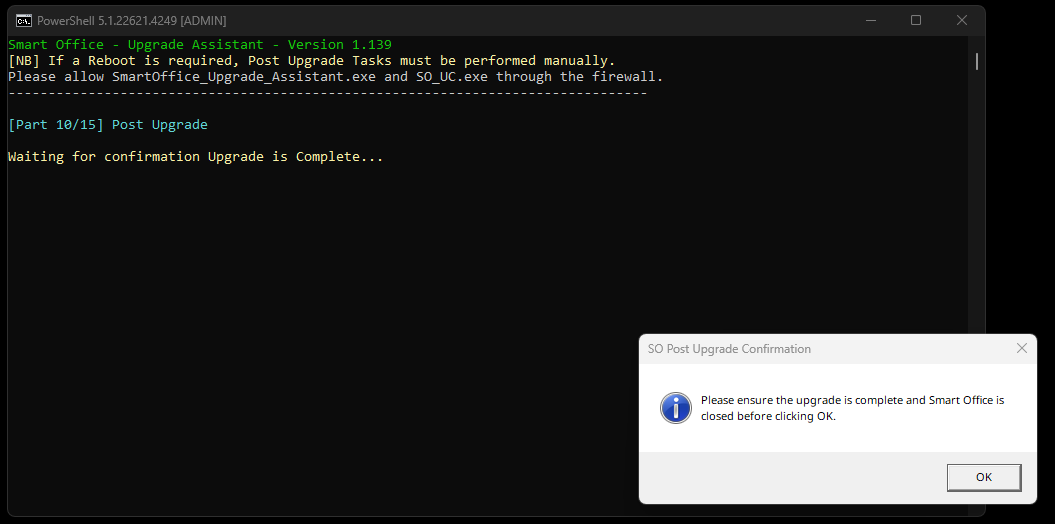 PowerShell 5.1.22621.4249 [ADMIN]
Smart Office - Upgrade Assistant - Version 1.139
[NB] If a Reboot is required, Post Upgrade Tasks must be performed manually.
Please allow SmartOffice_Upgrade_Assistant.exe and SO_UC.exe through the firewall.
--------------------------------------------------------------------------------
[Part 10/15] Post Upgrade
Waiting for confirmation Upgrade is Complete...
SO Post Upgrade Confirmation
Please ensure the upgrade is complete and Smart Office is
closed before clicking OK.
OK